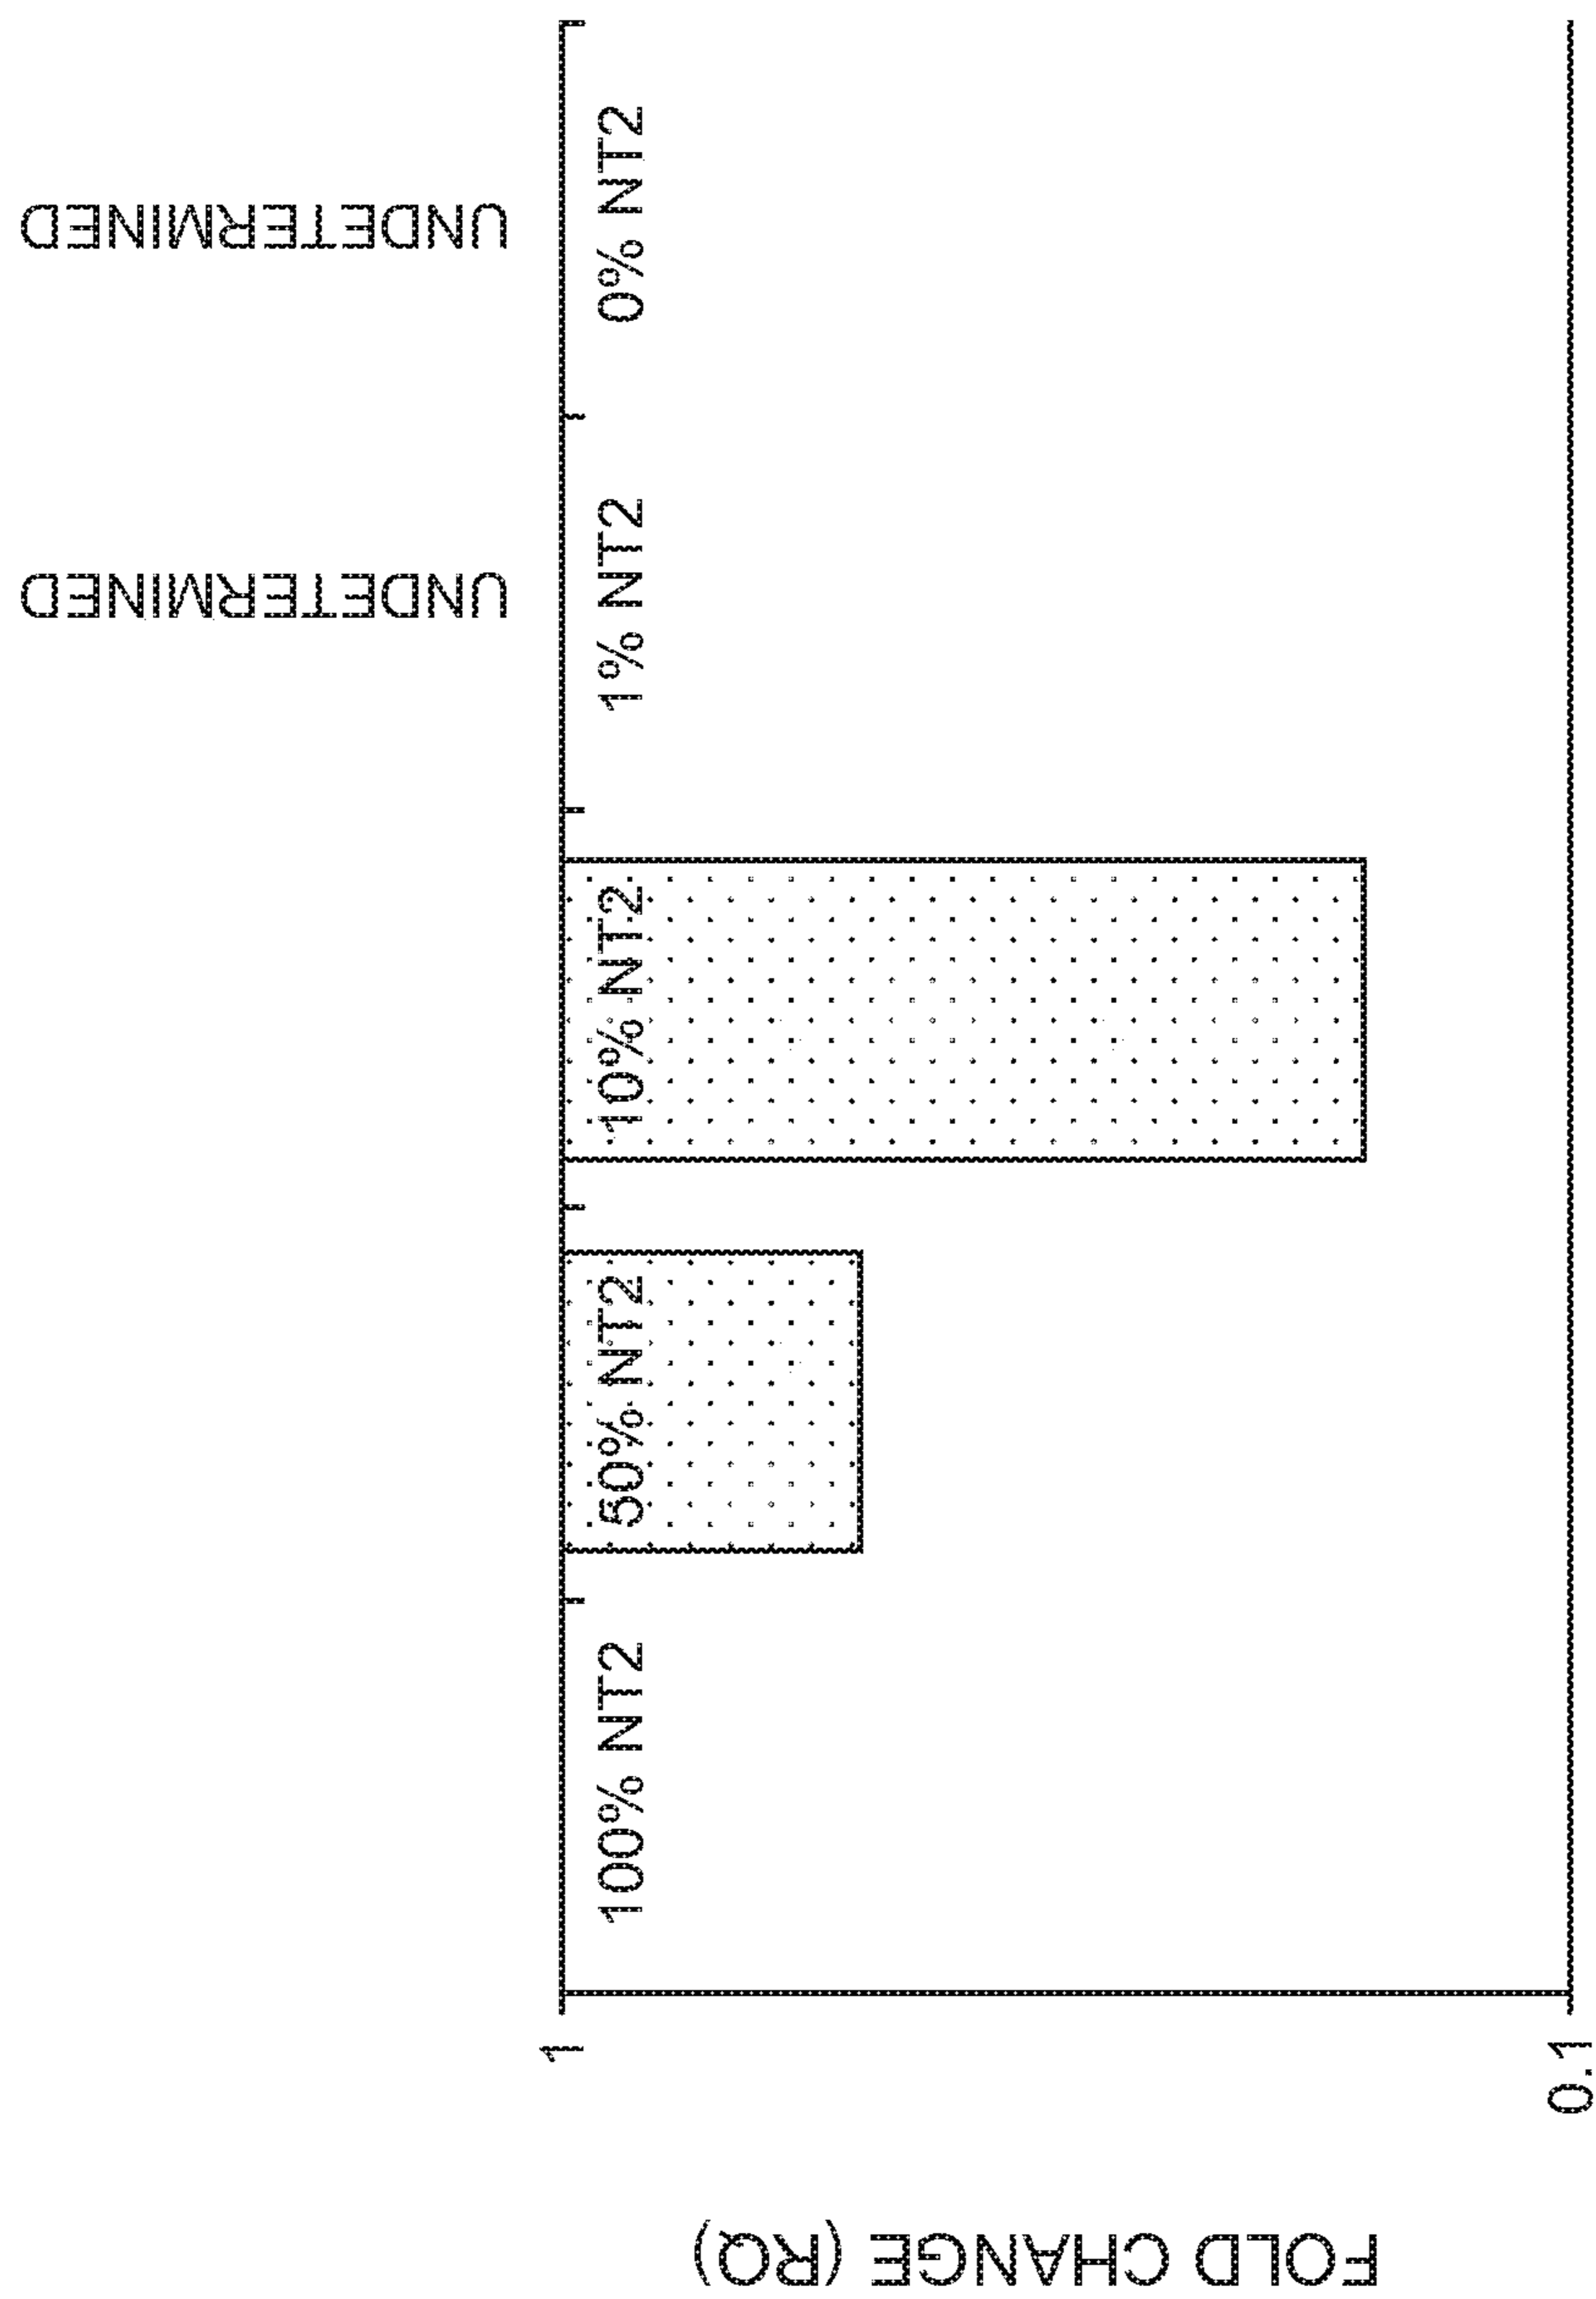 UNDETERMINED
UNDETERMINED
1
100% NT2
50% NT2
10% NT2
1% NT2
0% NT2
0.1
FOLD CHANGE (RQ)